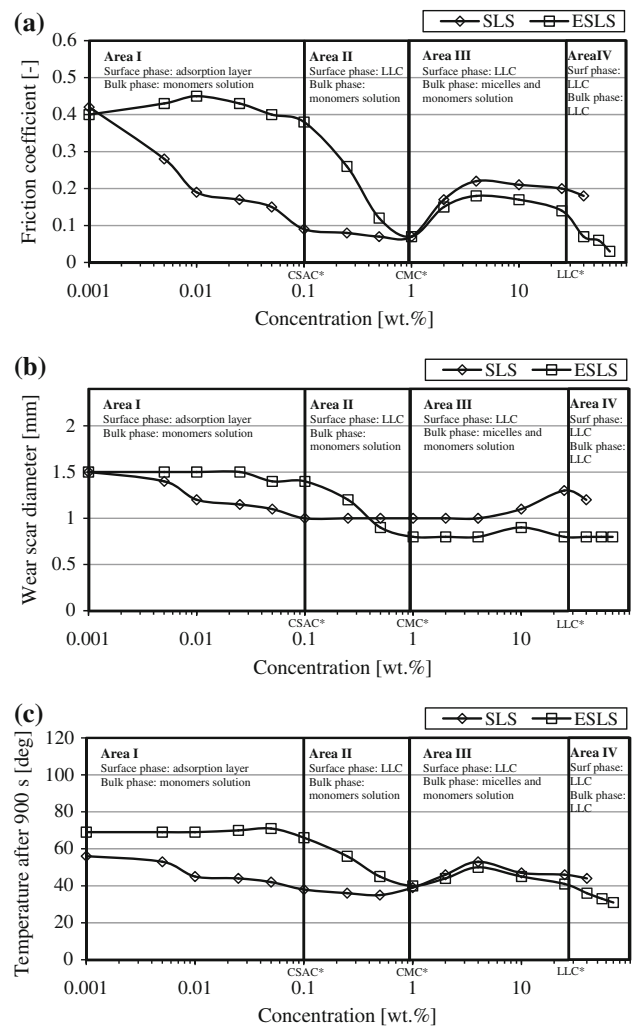 (a)
SLS ESLS
Friction coefficient [-]
0.6
0.5
0.4
0.3
0.2
0.1
0
Area I
Surface phase: adsorption layer
Bulk phase: monomers solution
Area II
Surface phase: LLC
Bulk phase:
monomers solution
Area III
Surface phase: LLC
Bulk phase: micelles and
monomers solution
AreaIV
Surf phase:
LLC
Bulk phase:
LLC
CSAC* CMC* LLC*
0.001 0.01 0.1 1 10
Concentration [wt.%]
(b)
SLS ESLS
Wear scar diameter [mm]
2
1.5
1
0.5
0
Area I
Surface phase: adsorption layer
Bulk phase: monomers solution
Area II
Surface phase: LLC
Bulk phase:
monomers solution
Area III
Surface phase: LLC
Bulk phase: micelles and
monomers solution
Area IV
Surf phase:
LLC
Bulk phase:
LLC
CSAC* CMC* LLC*
0.001 0.01 0.1 1 10
Concentration [wt.%]
(c)
SLS ESLS
Temperature after 900 s [deg]
120
100
80
60
40
20
0
Area I
Surface phase: adsorption layer
Bulk phase: monomers solution
Area II
Surface phase: LLC
Bulk phase:
monomers solution
Area III
Surface phase: LLC
Bulk phase: micelles and
monomers solution
Area IV
Surf phase:
LLC
Bulk phase:
LLC
CSAC* CMC* LLC*
0.001 0.01 0.1 1 10
Concentration [wt.%]